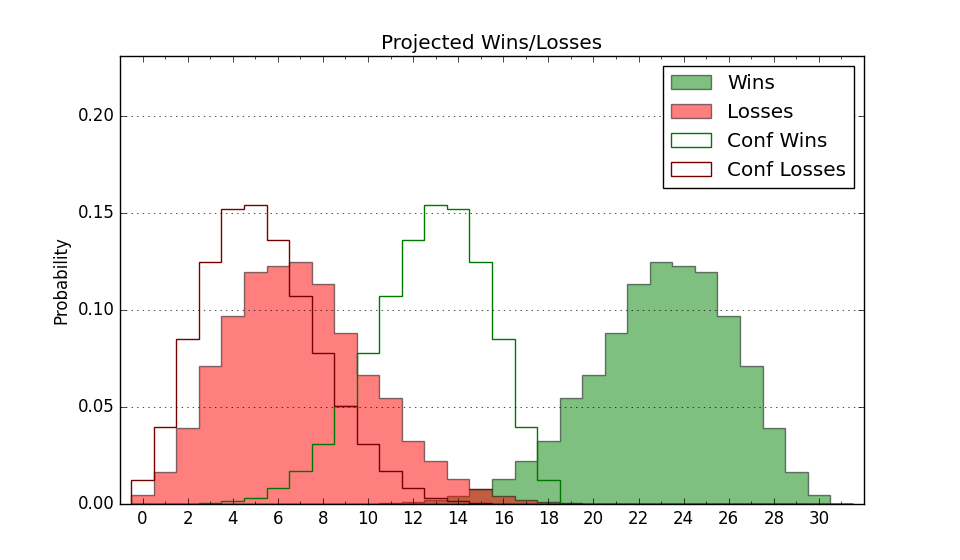 Projected Wins/Losses
Wins
Losses
Conf Wins
Conf Losses
Probability
0.20
0.15
0.10
0.05
0.00
0 2 4 6 8 10 12 14 16 18 20 22 24 26 28 30